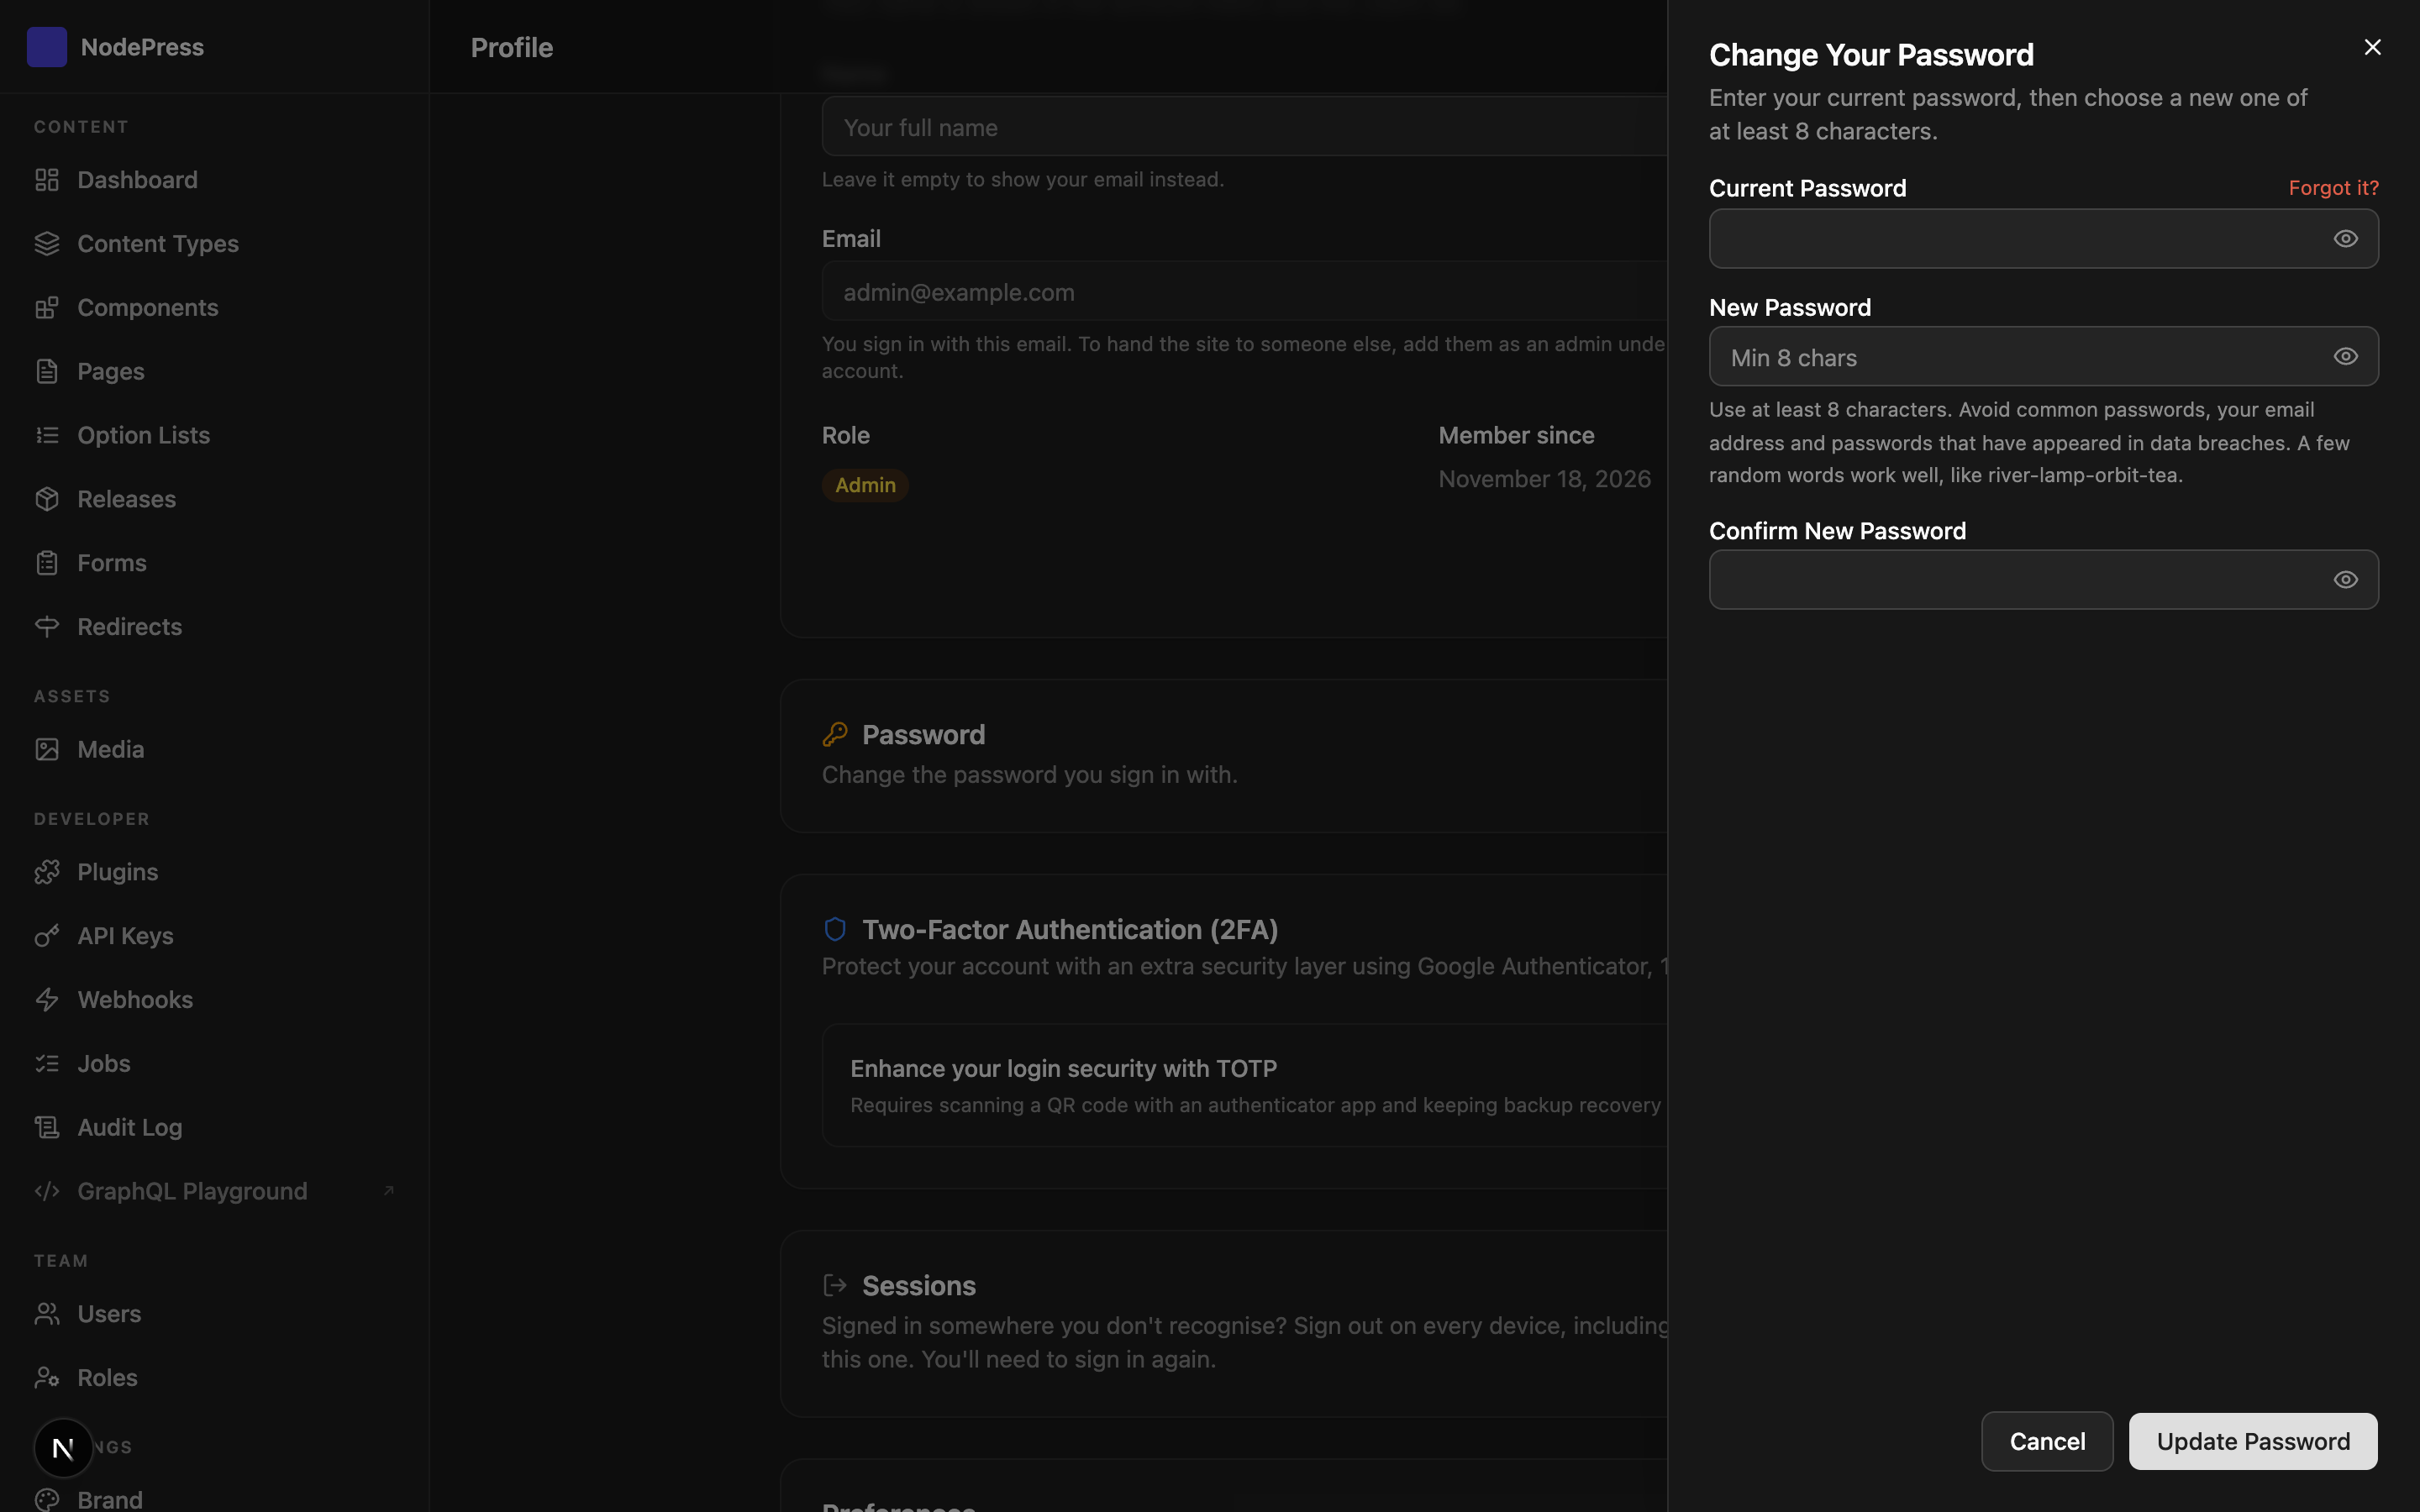 NodePress
CONTENT
Dashboard
Content Types
Components
Pages
Option Lists
Releases
Forms
Redirects
ASSETS
Media
DEVELOPER
Plugins
API Keys
Webhooks
Jobs
Audit Log
GraphQL Playground
TEAM
Users
Roles
N
NGS
Brand
Profile
Your full name
Leave it empty to show your email instead.
Email
admin@example.com
You sign in with this email. To hand the site to someone else, add them as an admin unde
account.
Role
Member since
Admin
November 18, 2026
Password
Change the password you sign in with.
Two-Factor Authentication (2FA)
Protect your account with an extra security layer using Google Authenticator, 1
Enhance your login security with TOTP
Requires scanning a QR code with an authenticator app and keeping backup recovery
Sessions
Signed in somewhere you don't recognise? Sign out on every device, including
this one. You'll need to sign in again.
Preferences
Change Your Password
Enter your current password, then choose a new one of
at least 8 characters.
Current Password
Forgot it?
New Password
Min 8 chars
Use at least 8 characters. Avoid common passwords, your email
address and passwords that have appeared in data breaches. A few
random words work well, like river-lamp-orbit-tea.
Confirm New Password
Cancel
Update Password